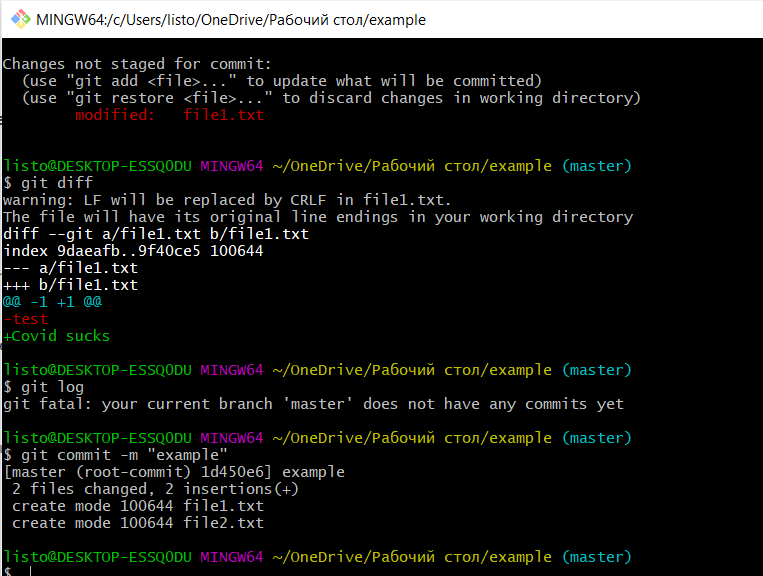 MINGW64:/c/Users/listo/OneDrive/Рабочий стол/example
Changes not staged for commit:
  (use "git add <file>..." to update what will be committed)
  (use "git restore <file>..." to discard changes in working directory)
        modified:   file1.txt
listo@DESKTOP-ESSQ0DU MINGW64 ~/OneDrive/Рабочий стол/example (master)
$ git diff
warning: LF will be replaced by CRLF in file1.txt.
The file will have its original line endings in your working directory
diff --git a/file1.txt b/file1.txt
index 9daeafb..9f40ce5 100644
--- a/file1.txt
+++ b/file1.txt
@@ -1 +1 @@
-test
+Covid sucks
listo@DESKTOP-ESSQ0DU MINGW64 ~/OneDrive/Рабочий стол/example (master)
$ git log
git fatal: your current branch 'master' does not have any commits yet
listo@DESKTOP-ESSQ0DU MINGW64 ~/OneDrive/Рабочий стол/example (master)
$ git commit -m "example"
[master (root-commit) 1d450e6] example
 2 files changed, 2 insertions(+)
 create mode 100644 file1.txt
 create mode 100644 file2.txt
listo@DESKTOP-ESSQ0DU MINGW64 ~/OneDrive/Рабочий стол/example (master)
$